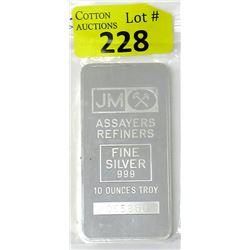 COTTON
AUCTIONS
Lot #
228
JM
ASSAYERS
REFINERS
FINE
SILVER
999
10 OUNCES TROY